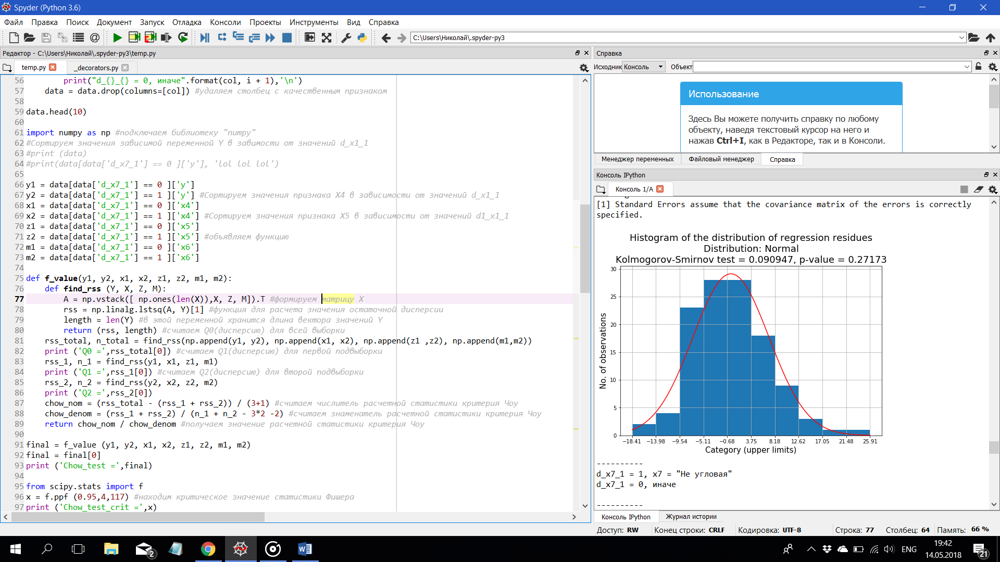 Spyder (Python 3.6)
Файл Правка Поиск Документ Запуск Отладка Консоли Проекты Инструменты Вид Справка
C:\Users\Николай\.spyder-py3
Редактор - C:\Users\Николай\.spyder-py3\temp.py
temp.py _decorators.py
56 print("d_{}_{} = 0, иначе".format(col, i + 1),'\n')
57 data = data.drop(columns=[col]) #удаляем столбец с качественным признаком
58
59 data.head(10)
60
61 import numpy as np #подключаем библиотеку "numpy"
62 #Сортируем значения зависимой переменной Y в завимости от значений d_x1_1
63 #print (data)
64 #print(data[data['d_x7_1'] == 0 ]['y'], 'lol lol lol')
65
66 y1 = data[data['d_x7_1'] == 0 ]['y']
67 y2 = data[data['d_x7_1'] == 1 ]['y'] #Сортируем значения признака X4 в зависимости от значений d_x1_1
68 x1 = data[data['d_x7_1'] == 0 ]['x4']
69 x2 = data[data['d_x7_1'] == 1 ]['x4'] #Сортируем значения признака X5 в зависимости от значений d1_x1_1
70 z1 = data[data['d_x7_1'] == 0 ]['x5']
71 z2 = data[data['d_x7_1'] == 1 ]['x5'] #объявляем функцию
72 m1 = data[data['d_x7_1'] == 0 ]['x6']
73 m2 = data[data['d_x7_1'] == 1 ]['x6']
74
75 def f_value(y1, y2, x1, x2, z1, z2, m1, m2):
76 def find_rss (Y, X, Z, M):
77 A = np.vstack([ np.ones(len(X)),X, Z, M]).T #формируем матрицу X
78 rss = np.linalg.lstsq(A, Y)[1] #функция для расчета значения остаточной дисперсии
79 length = len(Y) #в этой переменной хранится длина вектора значений Y
80 return (rss, length) #считаем Q0(дисперсию) для всей выборки
81 rss_total, n_total = find_rss(np.append(y1, y2), np.append(x1, x2), np.append(z1 ,z2), np.append(m1,m2))
82 print ('Q0 =',rss_total[0]) #считаем Q1(дисперсию) для первой подвыборки
83 rss_1, n_1 = find_rss(y1, x1, z1, m1)
84 print ('Q1 =',rss_1[0]) #считаем Q2(дисперсию) для второй подвыборки
85 rss_2, n_2 = find_rss(y2, x2, z2, m2)
86 print ('Q2 =',rss_2[0])
87 chow_nom = (rss_total - (rss_1 + rss_2)) / (3+1) #считаем числитель расчетной статистики критерия Чоу
88 chow_denom = (rss_1 + rss_2) / (n_1 + n_2 - 3*2 -2) #считаем знаменатель расчетной статистики критерия Чоу
89 return chow_nom / chow_denom #получаем значение расчетной статистики критерия Чоу
90
91 final = f_value (y1, y2, x1, x2, z1, z2, m1, m2)
92 final = final[0]
93 print ('Chow_test =',final)
94
95 from scipy.stats import f
96 x = f.ppf (0.95,4,117) #находим критическое значение статистики Фишера
97 print ('Chow_test_crit =',x)
Справка
Исходник Консоль Объект
Использование
Здесь Вы можете получить справку по любому
объекту, наведя текстовый курсор на него и
нажав Ctrl+I, как в Редакторе, так и в Консоли.
Менеджер переменных Файловый менеджер Справка
Консоль IPython
Консоль 1/A
[1] Standard Errors assume that the covariance matrix of the errors is correctly
specified.
Histogram of the distribution of regression residues
Distribution: Normal
Kolmogorov-Smirnov test = 0.090947, p-value = 0.27173
30
25
20
15
10
5
0
No. of observations
−18.41 −13.98 −9.54 −5.11 −0.68 3.75 8.18 12.62 17.05 21.48 25.91
Category (upper limits)
----------
d_x7_1 = 1, x7 = "Не угловая"
d_x7_1 = 0, иначе
----------
Консоль IPython Журнал истории
Доступ: RW Конец строки: CRLF Кодировка: UTF-8 Строка: 77 Столбец: 64 Память: 66 %
2 ENG 19:42
14.05.2018 21